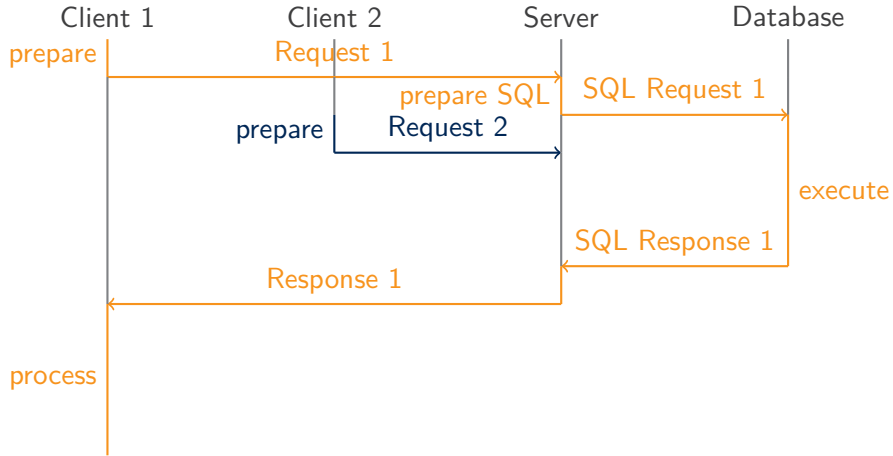 Client 1
Client 2
Server
Database
prepare
Request 1
prepare SQL
SQL Request 1
prepare
Request 2
execute
SQL Response 1
Response 1
process